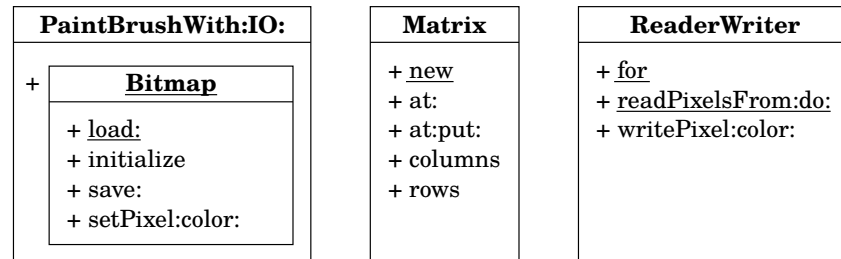 PaintBrushWith:IO:
+ Bitmap
+ load:
+ initialize
+ save:
+ setPixel:color:
Matrix
+ new
+ at:
+ at:put:
+ columns
+ rows
ReaderWriter
+ for
+ readPixelsFrom:do:
+ writePixel:color: